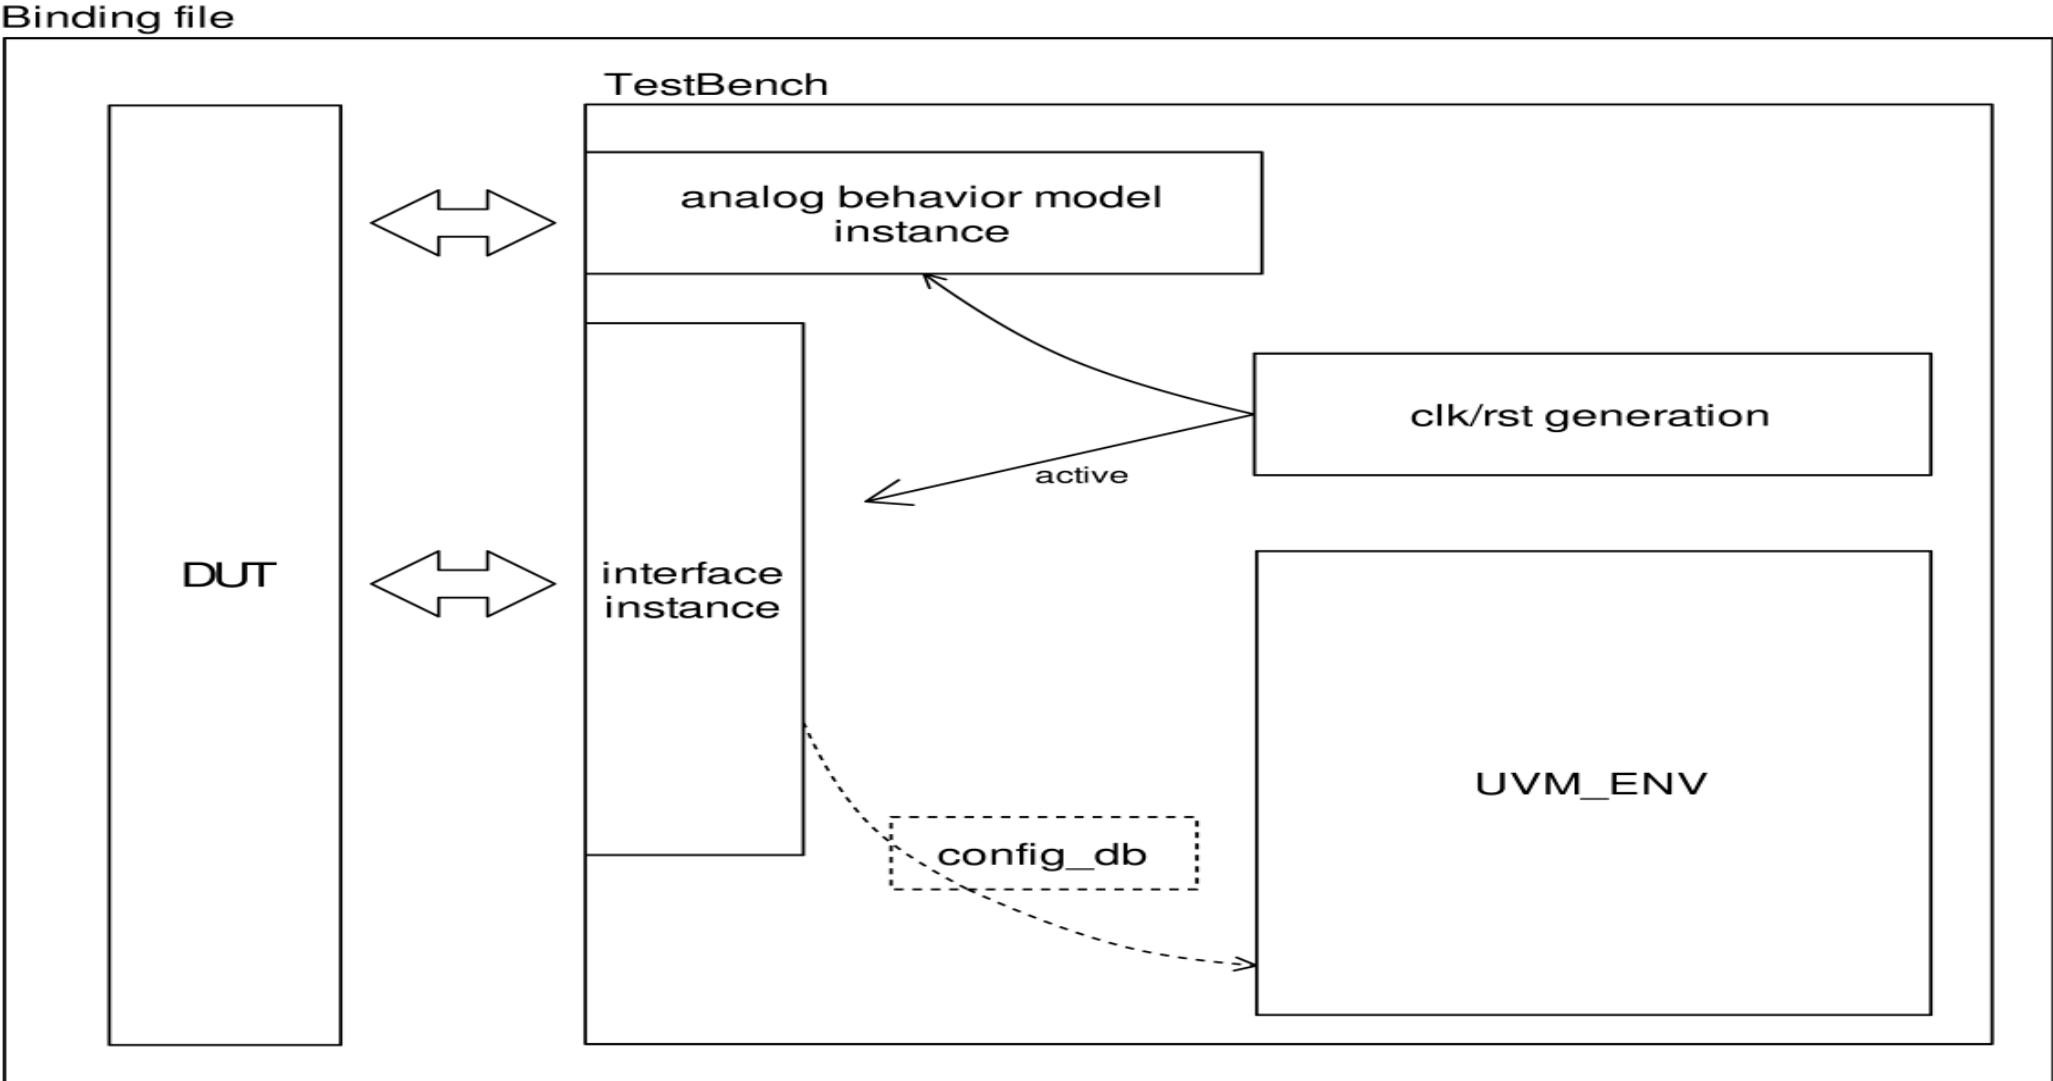 Binding file
TestBench
analog behavior model
instance
clk/rst generation
active
DUT
interface
instance
UVM_ENV
config_db